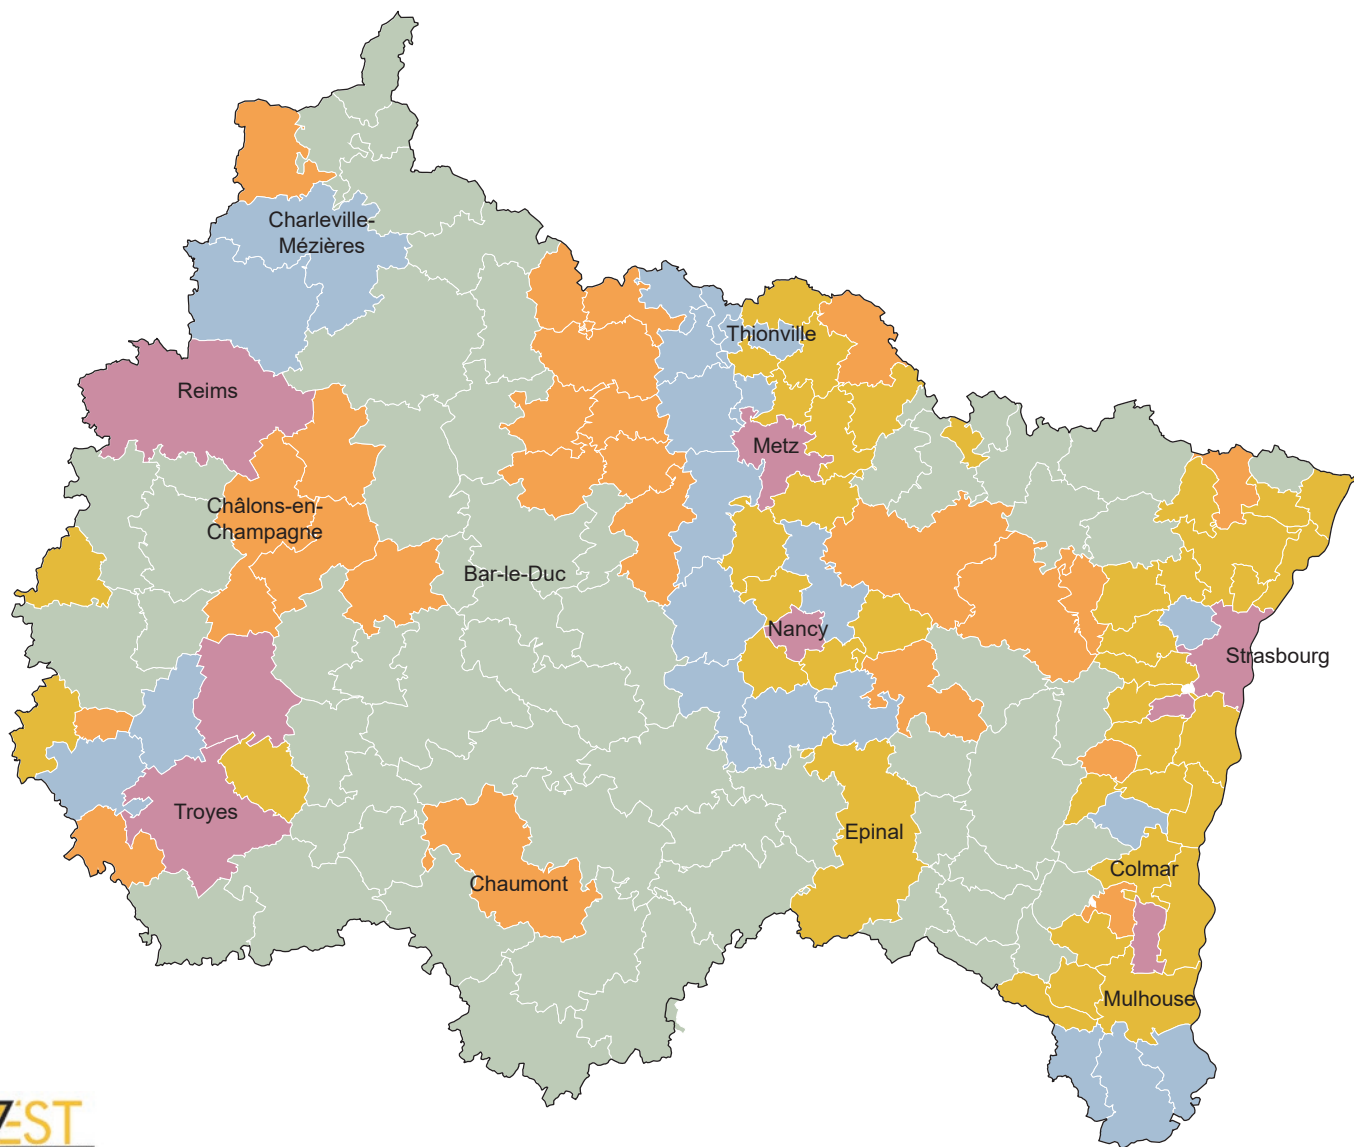 Charleville-
Mézières
Thionville
Reims
Metz
Châlons-en-
Champagne
Bar-le-Duc
Nancy
Strasbourg
Troyes
Epinal
Colmar
Chaumont
Mulhouse
ZEST